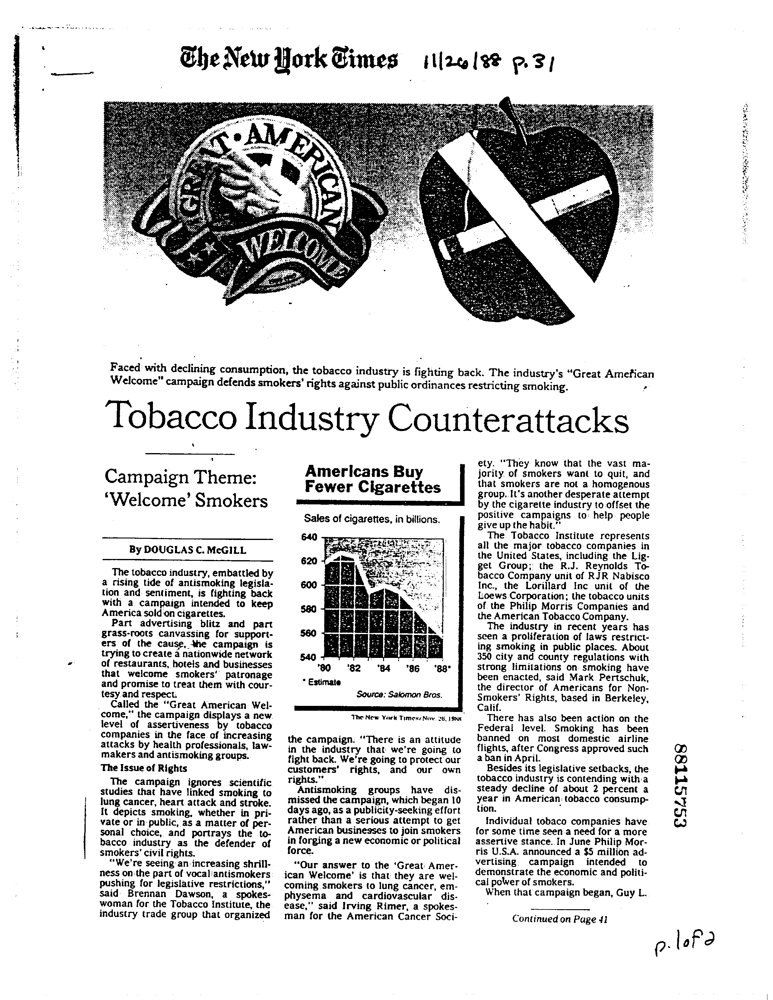 The New York Times 11/20/88 p. 31
GREAT • AMERICAN
WELCOME
Faced with declining consumption, the tobacco industry is fighting back. The industry's "Great American
Welcome" campaign defends smokers' rights against public ordinances restricting smoking.
Tobacco Industry Counterattacks
Campaign Theme:
'Welcome' Smokers
By DOUGLAS C. McGILL
The tobacco industry, embattled by
a rising tide of antismoking legisla-
tion and sentiment, is fighting back
with a campaign intended to keep
America sold on cigarettes.
Part advertising blitz and part
grass-roots canvassing for support-
ers of the cause, the campaign is
trying to create a nationwide network
of restaurants, hotels and businesses
that welcome smokers' patronage
and promise to treat them with cour-
tesy and respect.
Called the "Great American Wel-
come," the campaign displays a new
level of assertiveness by tobacco
companies in the face of increasing
attacks by health professionals, law-
makers and antismoking groups.
The Issue of Rights
The campaign ignores scientific
studies that have linked smoking to
lung cancer, heart attack and stroke.
It depicts smoking, whether in pri-
vate or in public, as a matter of per-
sonal choice, and portrays the to-
bacco industry as the defender of
smokers' civil rights.
"We're seeing an increasing shrill-
ness on the part of vocal antismokers
pushing for legislative restrictions,"
said Brennan Dawson, a spokes-
woman for the Tobacco Institute, the
industry trade group that organized
Americans Buy
Fewer Cigarettes
Sales of cigarettes, in billions.
640
620
600
580
560
540
'80 '82 '84 '86 '88*
* Estimate
Source: Salomon Bros.
The New York Times/Nov. 20, 1988
the campaign. "There is an attitude
in the industry that we're going to
fight back. We're going to protect our
customers' rights, and our own
rights."
Antismoking groups have dis-
missed the campaign, which began 10
days ago, as a publicity-seeking effort
rather than a serious attempt to get
American businesses to join smokers
in forging a new economic or political
force.
"Our answer to the 'Great Amer-
ican Welcome' is that they are wel-
coming smokers to lung cancer, em-
physema and cardiovascular dis-
ease," said Irving Rimer, a spokes-
man for the American Cancer Soci-
ety. "They know that the vast ma-
jority of smokers want to quit, and
that smokers are not a homogenous
group. It's another desperate attempt
by the cigarette industry to offset the
positive campaigns to help people
give up the habit."
The Tobacco Institute represents
all the major tobacco companies in
the United States, including the Lig-
get Group; the R.J. Reynolds To-
bacco Company unit of RJR Nabisco
Inc., the Lorillard Inc unit of the
Loews Corporation; the tobacco units
of the Philip Morris Companies and
the American Tobacco Company.
The industry in recent years has
seen a proliferation of laws restrict-
ing smoking in public places. About
350 city and county regulations with
strong limitations on smoking have
been enacted, said Mark Pertschuk,
the director of Americans for Non-
Smokers' Rights, based in Berkeley,
Calif.
There has also been action on the
Federal level. Smoking has been
banned on most domestic airline
flights, after Congress approved such
a ban in April.
Besides its legislative setbacks, the
tobacco industry is contending with a
steady decline of about 2 percent a
year in American tobacco consump-
tion.
Individual tobaco companies have
for some time seen a need for a more
assertive stance. In June Philip Mor-
ris U.S.A. announced a $5 million ad-
vertising campaign intended to
demonstrate the economic and politi-
cal power of smokers.
When that campaign began, Guy L.
Continued on Page 41
88115753
p. 1 of 2